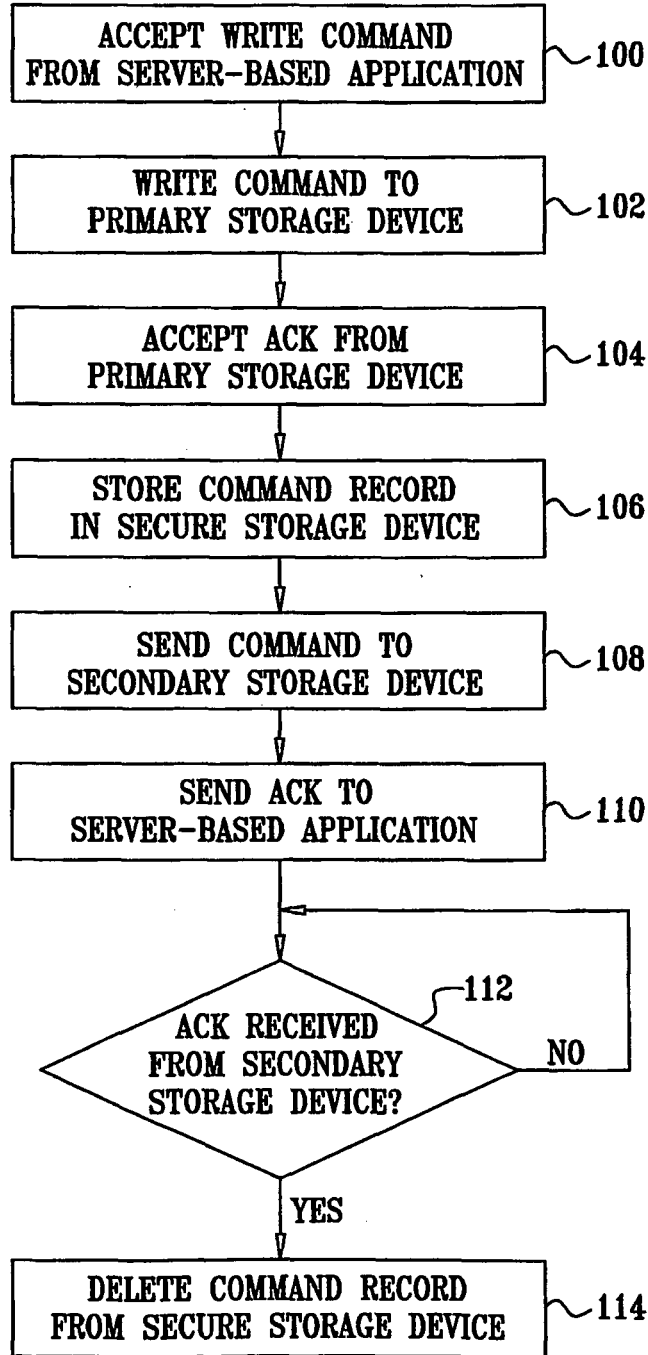 ACCEPT WRITE COMMAND
FROM SERVER-BASED APPLICATION
100
WRITE COMMAND TO
PRIMARY STORAGE DEVICE
102
ACCEPT ACK FROM
PRIMARY STORAGE DEVICE
104
STORE COMMAND RECORD
IN SECURE STORAGE DEVICE
106
SEND COMMAND TO
SECONDARY STORAGE DEVICE
108
SEND ACK TO
SERVER-BASED APPLICATION
110
112
ACK RECEIVED
FROM SECONDARY
STORAGE DEVICE?
NO
YES
DELETE COMMAND RECORD
FROM SECURE STORAGE DEVICE
114